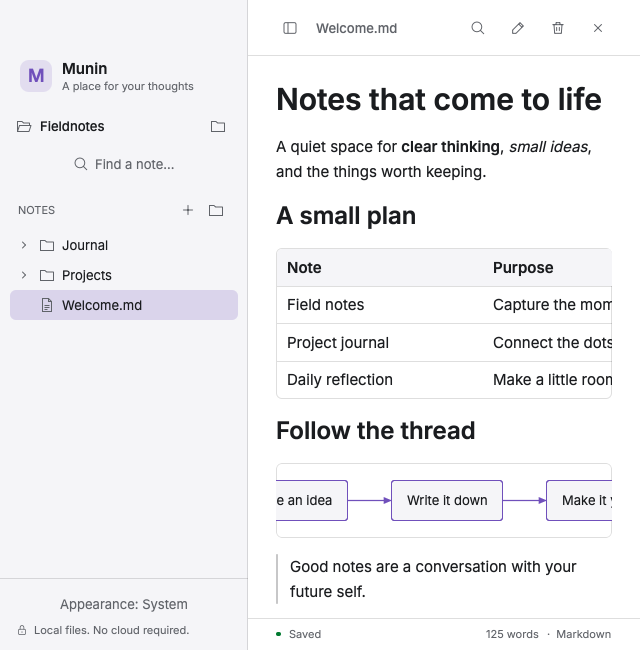 M
Munin
A place for your thoughts
Fieldnotes
Find a note...
NOTES
Journal
Projects
Welcome.md
Appearance: System
Local files. No cloud required.
Welcome.md
Notes that come to life
A quiet space for clear thinking, small ideas,
and the things worth keeping.
A small plan
Note Purpose
Field notes Capture the mom
Project journal Connect the dots
Daily reflection Make a little room
Follow the thread
e an idea Write it down Make it
Good notes are a conversation with your
future self.
Saved
125 words · Markdown